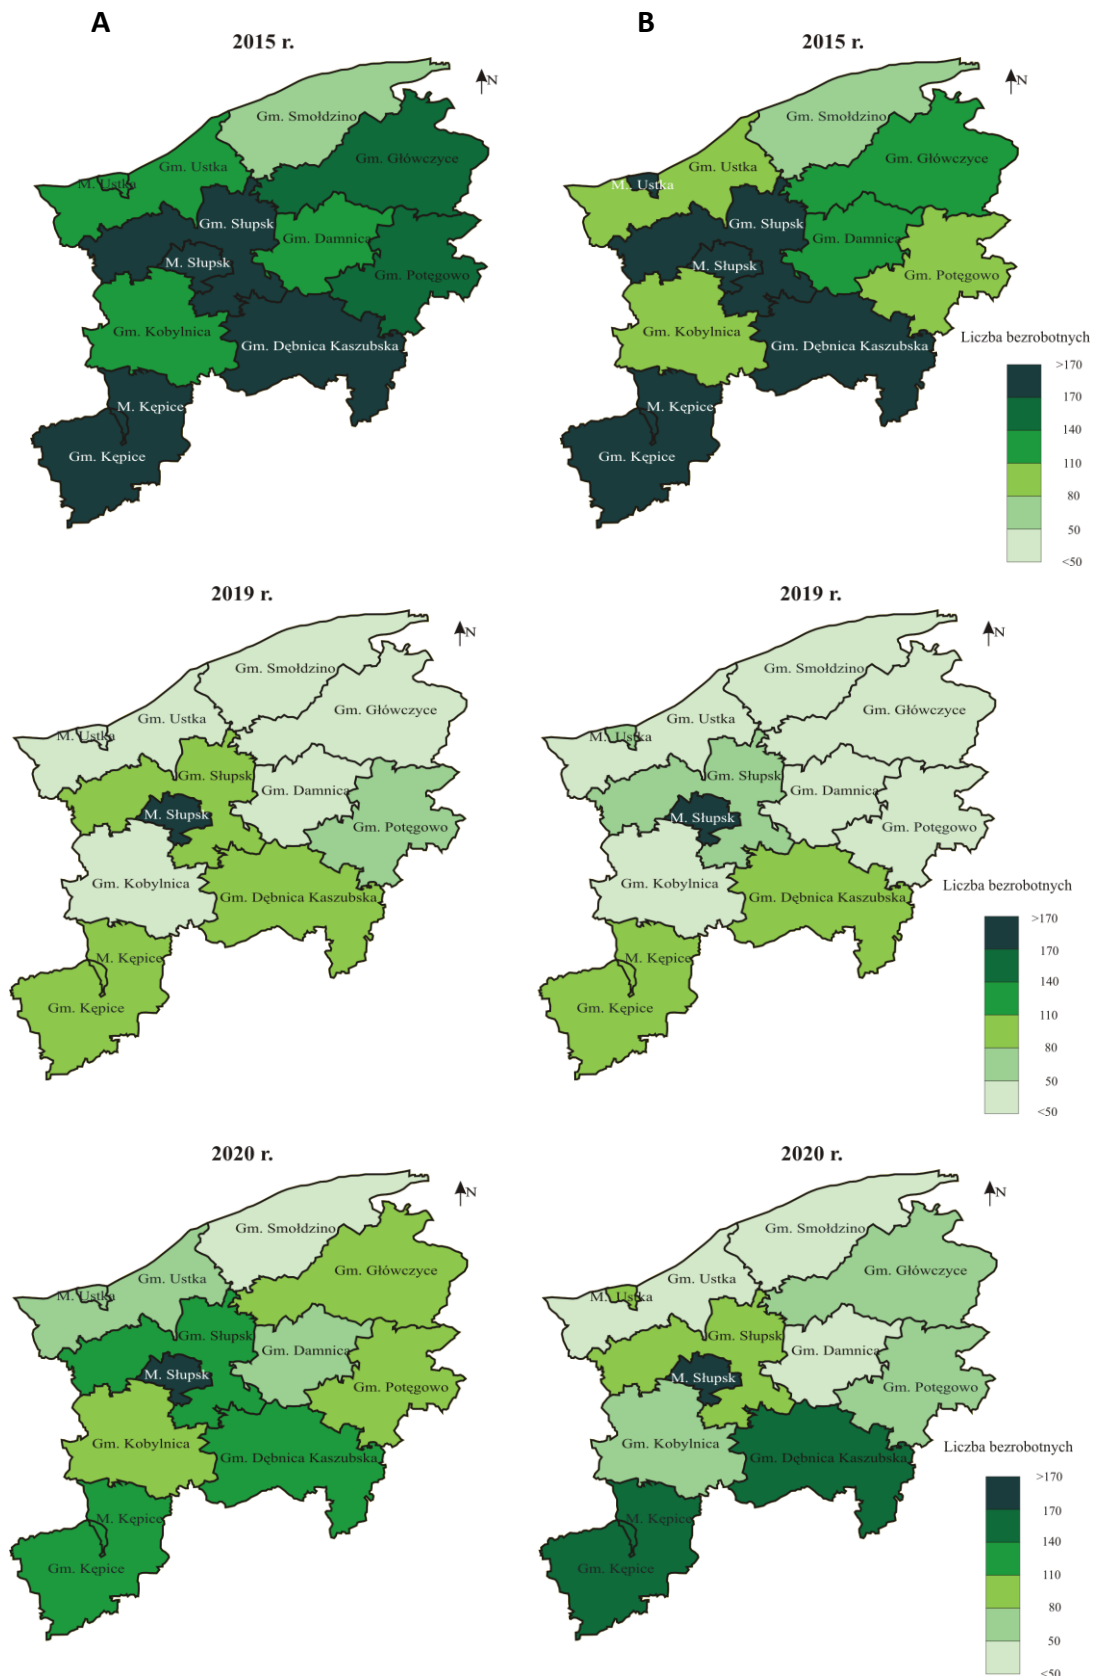 A
B
2015 r.
2015 r.
N
N
Gm. Smołdzino
Gm. Główczyce
Gm. Ustka
M. Ustka
Gm. Słupsk
Gm. Damnica
M. Słupsk
Gm. Potęgowo
Gm. Kobylnica
Gm. Dębnica Kaszubska
M. Kępice
Gm. Kępice
Gm. Smołdzino
Gm. Główczyce
Gm. Ustka
M. Ustka
Gm. Słupsk
Gm. Damnica
M. Słupsk
Gm. Potęgowo
Gm. Kobylnica
Gm. Dębnica Kaszubska
M. Kępice
Gm. Kępice
Liczba bezrobotnych
>170
170
140
110
80
50
<50
2019 r.
2019 r.
N
N
Gm. Smołdzino
Gm. Główczyce
Gm. Ustka
M. Ustka
Gm. Słupsk
Gm. Damnica
M. Słupsk
Gm. Potęgowo
Gm. Kobylnica
Gm. Dębnica Kaszubska
M. Kępice
Gm. Kępice
Gm. Smołdzino
Gm. Główczyce
Gm. Ustka
M. Ustka
Gm. Słupsk
Gm. Damnica
M. Słupsk
Gm. Potęgowo
Gm. Kobylnica
Gm. Dębnica Kaszubska
M. Kępice
Gm. Kępice
Liczba bezrobotnych
>170
170
140
110
80
50
<50
2020 r.
2020 r.
N
N
Gm. Smołdzino
Gm. Główczyce
Gm. Ustka
M. Ustka
Gm. Słupsk
Gm. Damnica
M. Słupsk
Gm. Potęgowo
Gm. Kobylnica
Gm. Dębnica Kaszubska
M. Kępice
Gm. Kępice
Gm. Smołdzino
Gm. Główczyce
Gm. Ustka
M. Ustka
Gm. Słupsk
Gm. Damnica
M. Słupsk
Gm. Potęgowo
Gm. Kobylnica
Gm. Dębnica Kaszubska
M. Kępice
Gm. Kępice
Liczba bezrobotnych
>170
170
140
110
80
50
<50